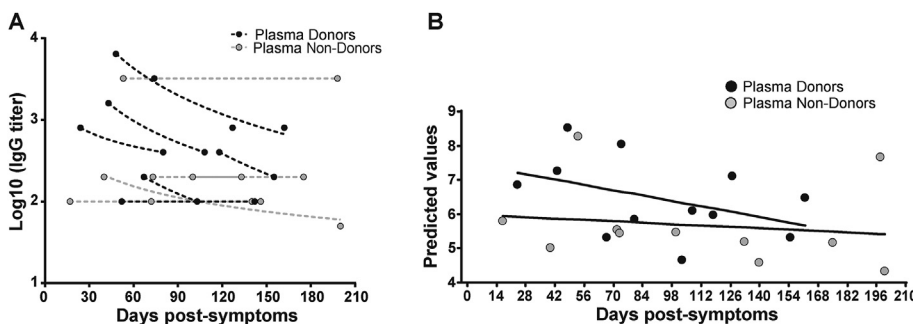 A
Plasma Donors
Plasma Non-Donors
Log10 (IgG titer)
4
3
2
1
0 30 60 90 120 150 180 210
Days post-symptoms
B
Plasma Donors
Plasma Non-Donors
Predicted values
9
8
7
6
5
4
0 14 28 42 56 70 84 98 112 126 140 154 168 182 196 210
Days post-symptoms